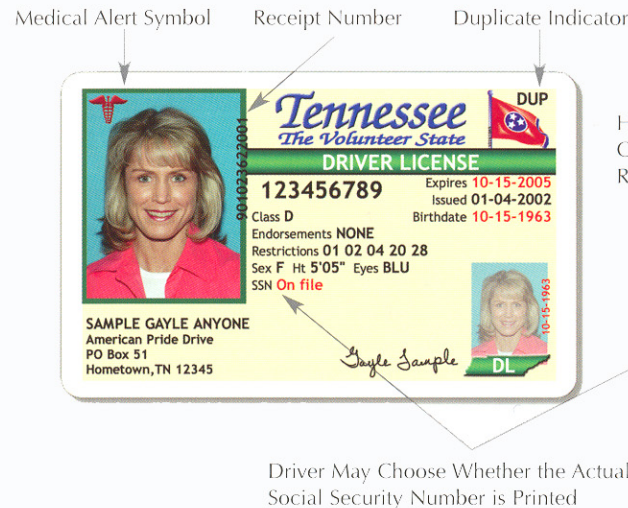 Medical Alert Symbol
Receipt Number
Duplicate Indicator
H
C
R
Tennessee
The Volunteer State
DUP
DRIVER LICENSE
123456789
Expires 10-15-2005
Issued 01-04-2002
Birthdate 10-15-1963
Class D
Endorsements NONE
Restrictions 01 02 04 20 28
Sex F Ht 5'05" Eyes BLU
SSN On file
901023622001
SAMPLE GAYLE ANYONE
American Pride Drive
PO Box 51
Hometown,TN 12345
Gayle Sample
10-15-1963
DL
Driver May Choose Whether the Actual
Social Security Number is Printed